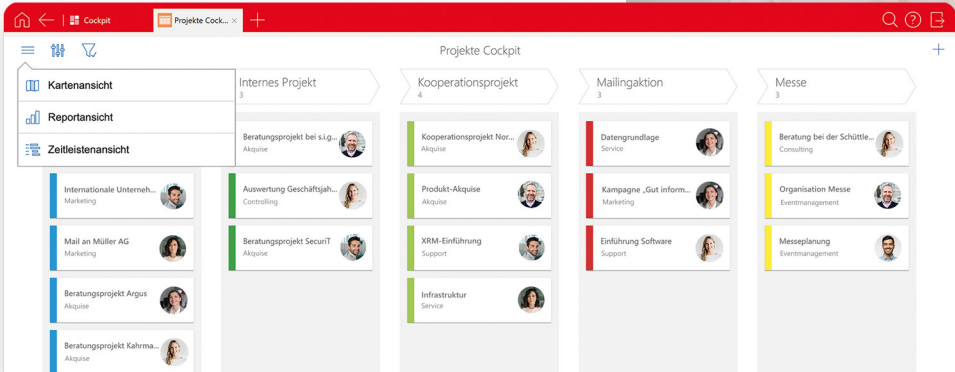 Cockpit
Projekte Cock...
Projekte Cockpit
Kartenansicht
Reportansicht
Zeitleistenansicht
Internationale Unterneh...
Marketing
Mail an Müller AG
Marketing
Beratungsprojekt Argus
Akquise
Beratungsprojekt Kahrma...
Akquise
Internes Projekt
3
Beratungsprojekt bei s.i.g...
Akquise
Auswertung Geschäftsjah...
Controlling
Beratungsprojekt SecuriT
Akquise
Kooperationsprojekt
4
Kooperationsprojekt Nor...
Akquise
Produkt-Akquise
Akquise
XRM-Einführung
Support
Infrastruktur
Service
Mailingaktion
3
Datengrundlage
Service
Kampagne „Gut inform...
Marketing
Einführung Software
Support
Messe
3
Beratung bei der Schüttle...
Consulting
Organisation Messe
Eventmanagement
Messeplanung
Eventmanagement